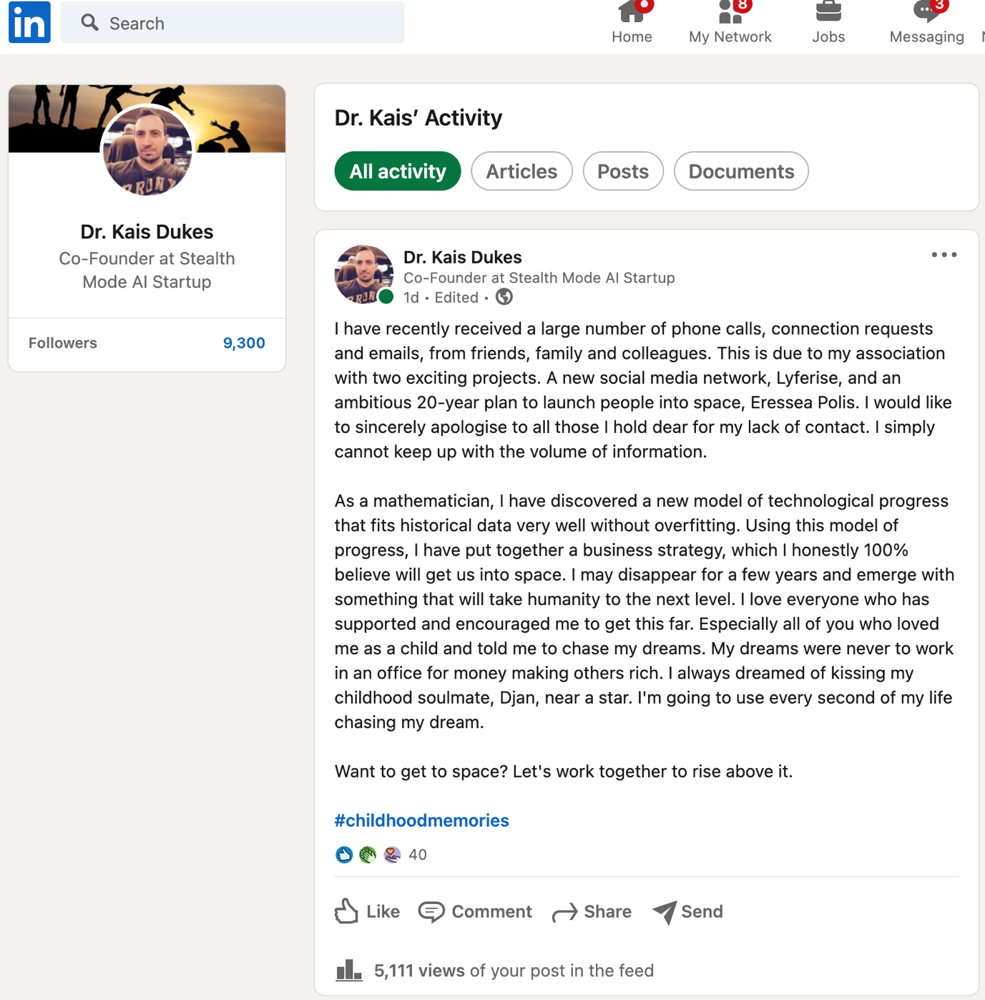 in
Search
Home
8
My Network
Jobs
3
Messaging
BRONX
Dr. Kais Dukes
Co-Founder at Stealth
Mode AI Startup
Followers 9,300
Dr. Kais’ Activity
All activity
Articles
Posts
Documents
Dr. Kais Dukes
Co-Founder at Stealth Mode AI Startup
1d • Edited •
I have recently received a large number of phone calls, connection requests
and emails, from friends, family and colleagues. This is due to my association
with two exciting projects. A new social media network, Lyferise, and an
ambitious 20-year plan to launch people into space, Eressea Polis. I would like
to sincerely apologise to all those I hold dear for my lack of contact. I simply
cannot keep up with the volume of information.
As a mathematician, I have discovered a new model of technological progress
that fits historical data very well without overfitting. Using this model of
progress, I have put together a business strategy, which I honestly 100%
believe will get us into space. I may disappear for a few years and emerge with
something that will take humanity to the next level. I love everyone who has
supported and encouraged me to get this far. Especially all of you who loved
me as a child and told me to chase my dreams. My dreams were never to work
in an office for money making others rich. I always dreamed of kissing my
childhood soulmate, Djan, near a star. I'm going to use every second of my life
chasing my dream.
Want to get to space? Let's work together to rise above it.
#childhoodmemories
40
Like
Comment
Share
Send
5,111 views of your post in the feed